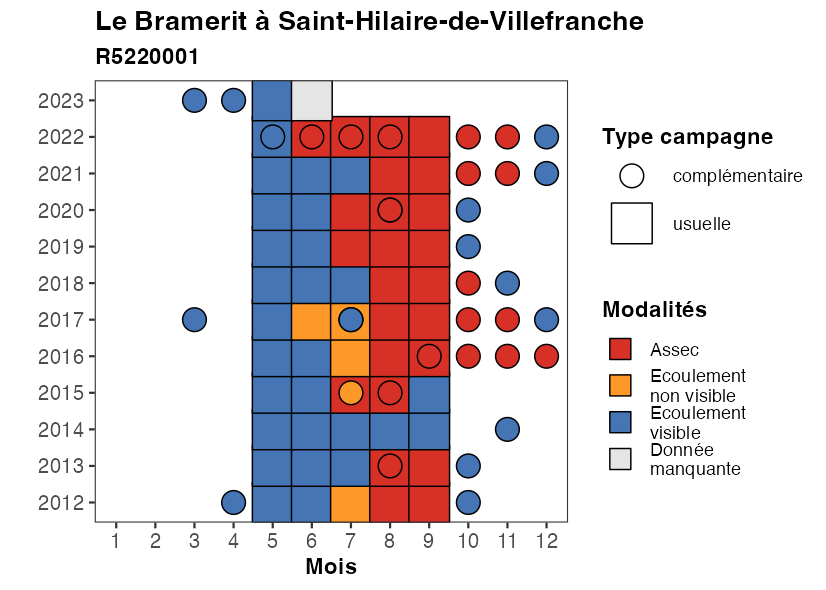 Le Bramerit à Saint-Hilaire-de-Villefranche
R5220001
2023
2022
2021
2020
2019
2018
2017
2016
2015
2014
2013
2012
1 2 3 4 5 6 7 8 9 10 11 12
Mois
Type campagne
complémentaire
usuelle
Modalités
Assec
Ecoulement
non visible
Ecoulement
visible
Donnée
manquante